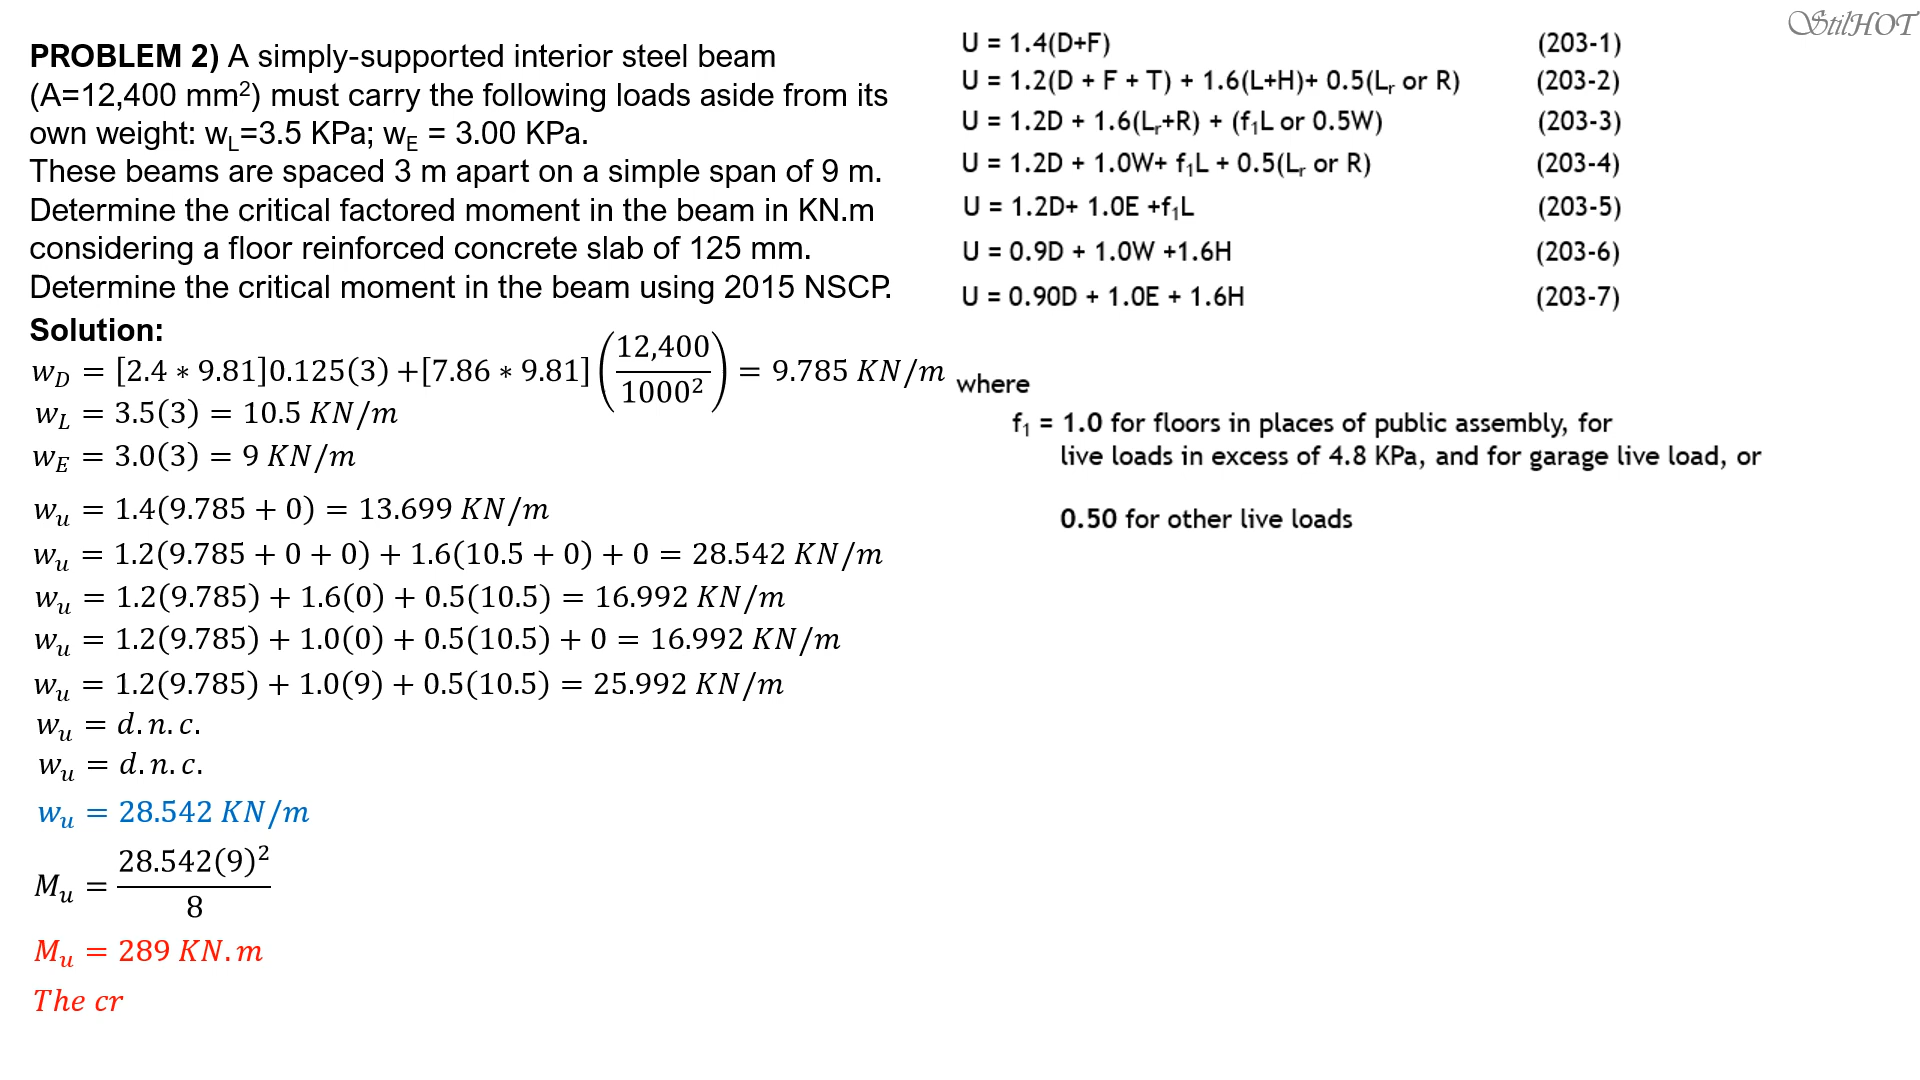 StilHOT
PROBLEM 2) A simply-supported interior steel beam
(A=12,400 mm²) must carry the following loads aside from its
own weight: w_L=3.5 KPa; w_E = 3.00 KPa.
These beams are spaced 3 m apart on a simple span of 9 m.
Determine the critical factored moment in the beam in KN.m
considering a floor reinforced concrete slab of 125 mm.
Determine the critical moment in the beam using 2015 NSCP.
Solution:
w_D = [2.4 ∗ 9.81]0.125(3) +[7.86 ∗ 9.81](12,400/1000²) = 9.785 KN/m
w_L = 3.5(3) = 10.5 KN/m
w_E = 3.0(3) = 9 KN/m
w_u = 1.4(9.785 + 0) = 13.699 KN/m
w_u = 1.2(9.785 + 0 + 0) + 1.6(10.5 + 0) + 0 = 28.542 KN/m
w_u = 1.2(9.785) + 1.6(0) + 0.5(10.5) = 16.992 KN/m
w_u = 1.2(9.785) + 1.0(0) + 0.5(10.5) + 0 = 16.992 KN/m
w_u = 1.2(9.785) + 1.0(9) + 0.5(10.5) = 25.992 KN/m
w_u = d.n.c.
w_u = d.n.c.
w_u = 28.542 KN/m
M_u = 28.542(9)²/8
M_u = 289 KN.m
The cr
U = 1.4(D+F) (203-1)
U = 1.2(D + F + T) + 1.6(L+H)+ 0.5(L_r or R) (203-2)
U = 1.2D + 1.6(L_r+R) + (f₁L or 0.5W) (203-3)
U = 1.2D + 1.0W+ f₁L + 0.5(L_r or R) (203-4)
U = 1.2D+ 1.0E +f₁L (203-5)
U = 0.9D + 1.0W +1.6H (203-6)
U = 0.90D + 1.0E + 1.6H (203-7)
where
f₁ = 1.0 for floors in places of public assembly, for
live loads in excess of 4.8 KPa, and for garage live load, or
0.50 for other live loads